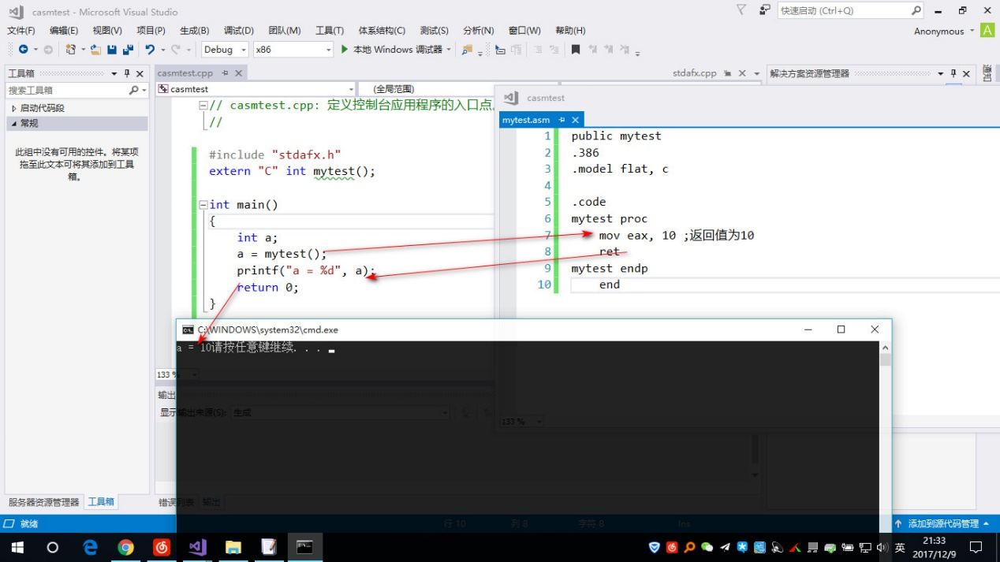 casmtest - Microsoft Visual Studio
快速启动 (Ctrl+Q)
文件(F) 编辑(E) 视图(V) 项目(P) 生成(B) 调试(D) 团队(M) 工具(T) 体系结构(C) 测试(S) 分析(N) 窗口(W) 帮助(H)
Anonymous A
Debug x86 本地 Windows 调试器
工具箱
搜索工具箱
启动代码段
常规
此组中没有可用的控件。将某项
拖至此文本可将其添加到工具
箱。
服务器资源管理器 工具箱
casmtest.cpp
stdafx.cpp
解决方案资源管理器
casmtest
(全局范围)
// casmtest.cpp: 定义控制台应用程序的入口点。
//
#include "stdafx.h"
extern "C" int mytest();
int main()
{
int a;
a = mytest();
printf("a = %d", a);
return 0;
}
133 %
casmtest
mytest.asm
1 public mytest
2 .386
3 .model flat, c
4
5 .code
6 mytest proc
7 mov eax, 10 ;返回值为10
8 ret
9 mytest endp
10 end
133 %
输出
显示输出来源(S): 生成
错误列表 输出
C:\WINDOWS\system32\cmd.exe
a = 10请按任意键继续. . .
就绪
行 10 列 8 字符 8 Ins
添加到源代码管理
英
21:33
2017/12/9